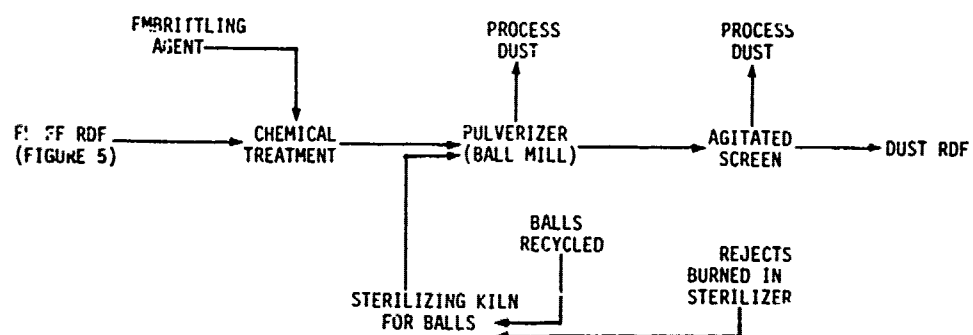 EMBRITTLING
AGENT
PROCESS
DUST
PROCESS
DUST
RDF
(FIGURE 5)
CHEMICAL
TREATMENT
PULVERIZER
(BALL MILL)
AGITATED
SCREEN
DUST RDF
BALLS
RECYCLED
REJECTS
BURNED IN
STERILIZER
STERILIZING KILN
FOR BALLS